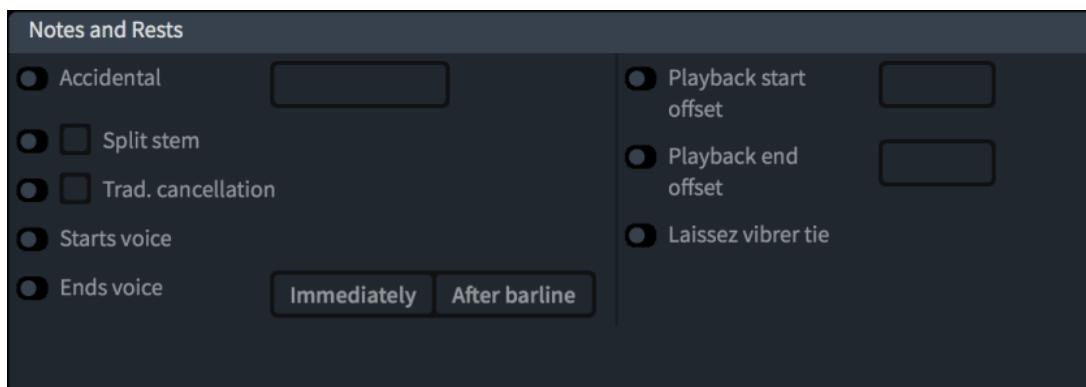 Notes and Rests
Accidental
Split stem
Trad. cancellation
Starts voice
Ends voice
Immediately
After barline
Playback start
offset
Playback end
offset
Laissez vibrer tie